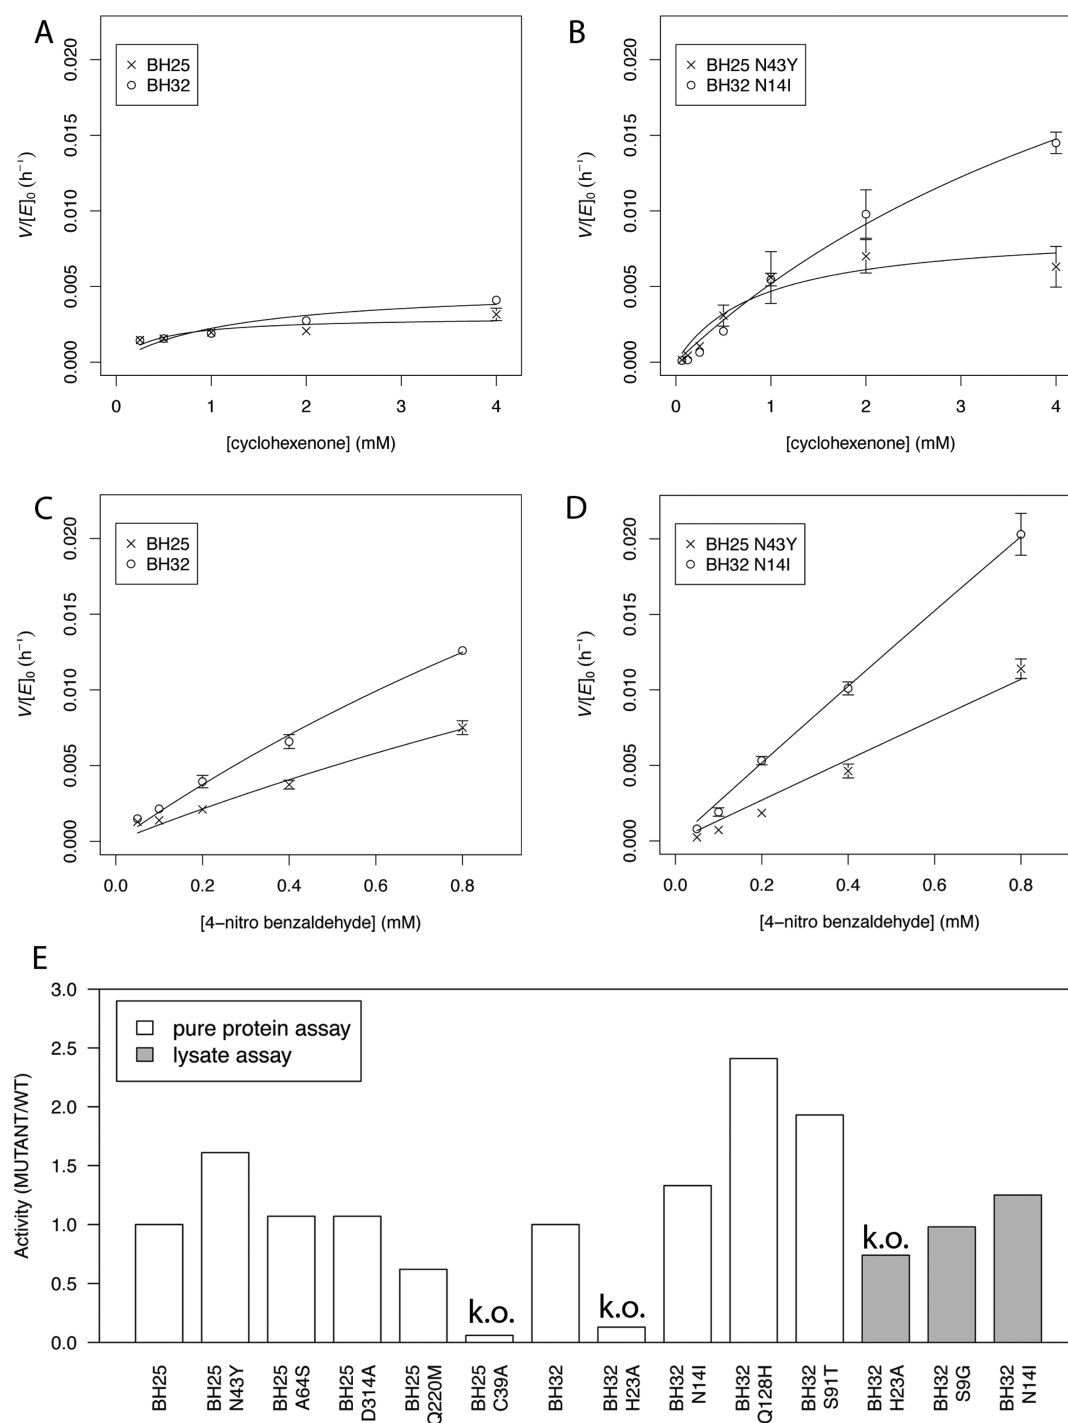 A
BH25
BH32
0.020
0.015
0.010
0.005
0.000
V/[E]₀ (h⁻¹)
0 1 2 3 4
[cyclohexenone] (mM)
B
BH25 N43Y
BH32 N14I
0.020
0.015
0.010
0.005
0.000
V/[E]₀ (h⁻¹)
0 1 2 3 4
[cyclohexenone] (mM)
C
BH25
BH32
0.020
0.015
0.010
0.005
0.000
V/[E]₀ (h⁻¹)
0.0 0.2 0.4 0.6 0.8
[4−nitro benzaldehyde] (mM)
D
BH25 N43Y
BH32 N14I
0.020
0.015
0.010
0.005
0.000
V/[E]₀ (h⁻¹)
0.0 0.2 0.4 0.6 0.8
[4−nitro benzaldehyde] (mM)
E
pure protein assay
lysate assay
3.0
2.5
2.0
1.5
1.0
0.5
0.0
Activity (MUTANT/WT)
k.o.
k.o.
k.o.
BH25
BH25
N43Y
BH25
A64S
BH25
D314A
BH25
Q220M
BH25
C39A
BH32
BH32
H23A
BH32
N14I
BH32
Q128H
BH32
S91T
BH32
H23A
BH32
S9G
BH32
N14I